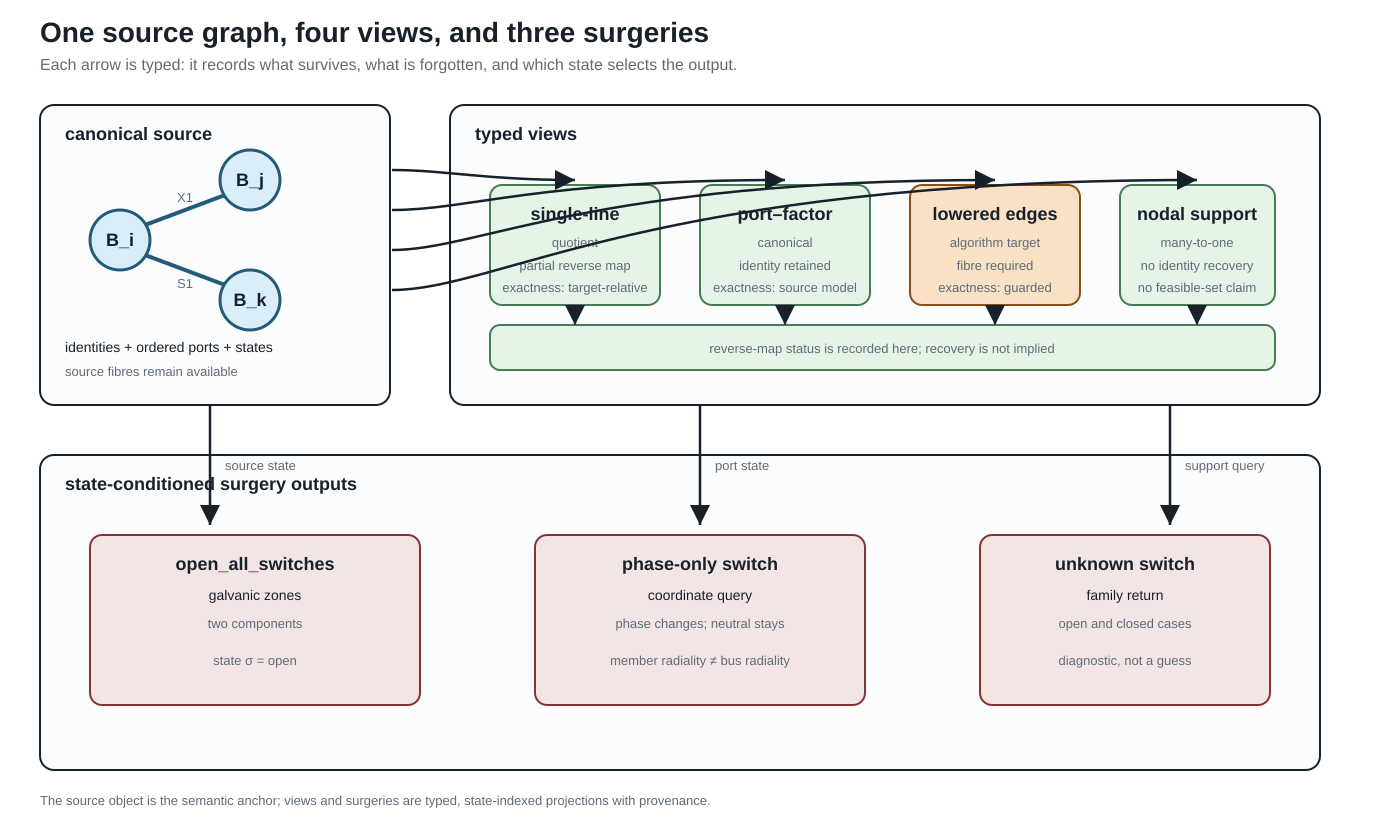 One source graph, four views, and three surgeries
Each arrow is typed: it records what survives, what is forgotten, and which state selects the output.
canonical source
B_j
X1
B_i
S1
B_k
identities + ordered ports + states
source fibres remain available
typed views
single-line
quotient
partial reverse map
exactness: target-relative
port–factor
canonical
identity retained
exactness: source model
lowered edges
algorithm target
fibre required
exactness: guarded
nodal support
many-to-one
no identity recovery
no feasible-set claim
reverse-map status is recorded here; recovery is not implied
source state
port state
support query
state-conditioned surgery outputs
open_all_switches
galvanic zones
two components
state σ = open
phase-only switch
coordinate query
phase changes; neutral stays
member radiality ≠ bus radiality
unknown switch
family return
open and closed cases
diagnostic, not a guess
The source object is the semantic anchor; views and surgeries are typed, state-indexed projections with provenance.